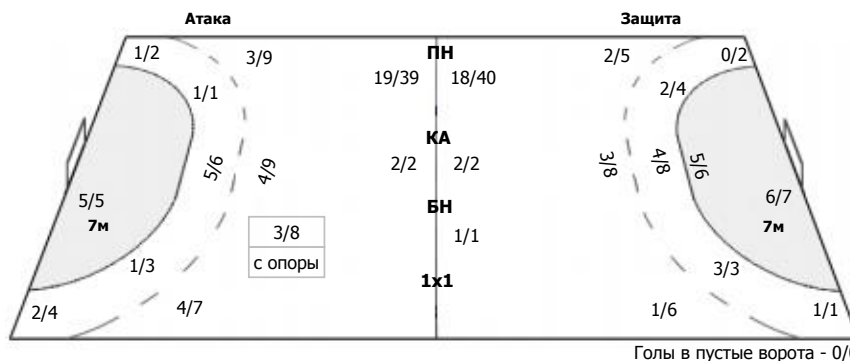 Атака
Защита
1/2
3/9
ПН
2/5
0/2
19/39
18/40
1/1
2/4
КА
5/6
4/9
2/2
2/2
3/8
4/8
5/6
5/5
7м
6/7
7м
БН
3/8
с опоры
1/1
1/3
3/3
1x1
2/4
4/7
1/6
1/1
Голы в пустые ворота - 0/